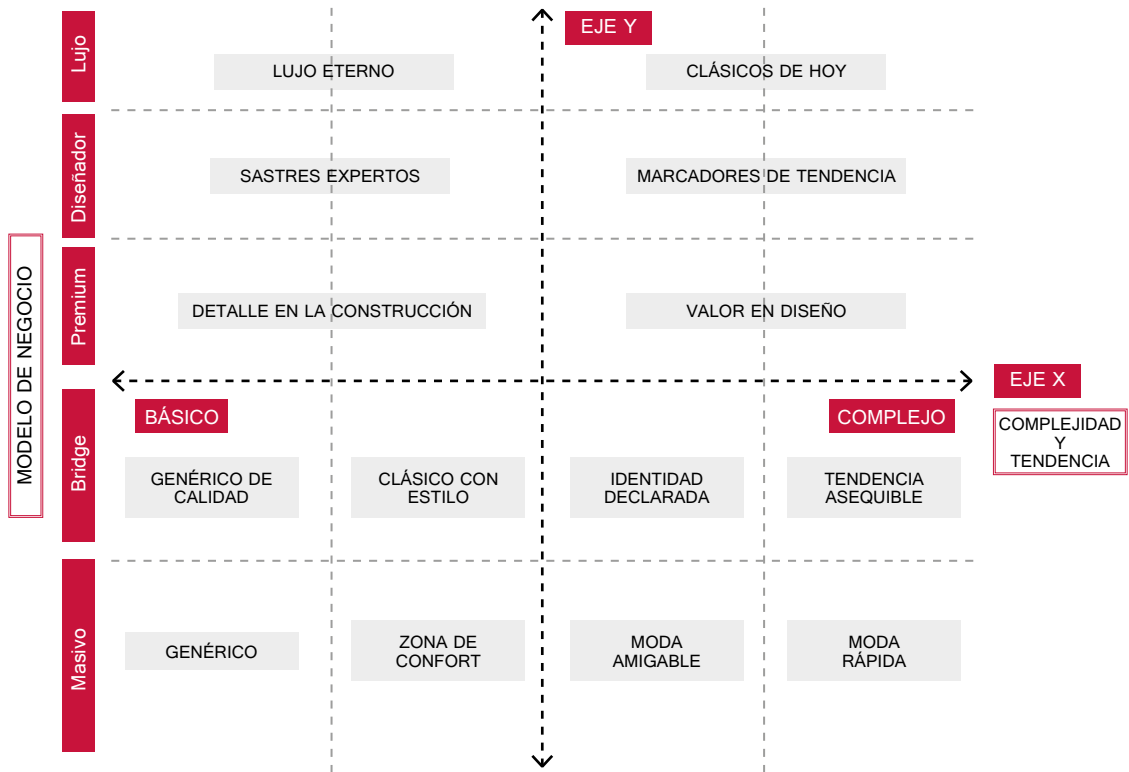 Lujo
EJE Y
LUJO ETERNO
CLÁSICOS DE HOY
Diseñador
SASTRES EXPERTOS
MARCADORES DE TENDENCIA
MODELO DE NEGOCIO
Premium
DETALLE EN LA CONSTRUCCIÓN
VALOR EN DISEÑO
EJE X
BÁSICO
COMPLEJO
COMPLEJIDAD
Y
TENDENCIA
Bridge
GENÉRICO DE
CALIDAD
CLÁSICO CON
ESTILO
IDENTIDAD
DECLARADA
TENDENCIA
ASEQUIBLE
Masivo
GENÉRICO
ZONA DE
CONFORT
MODA
AMIGABLE
MODA
RÁPIDA